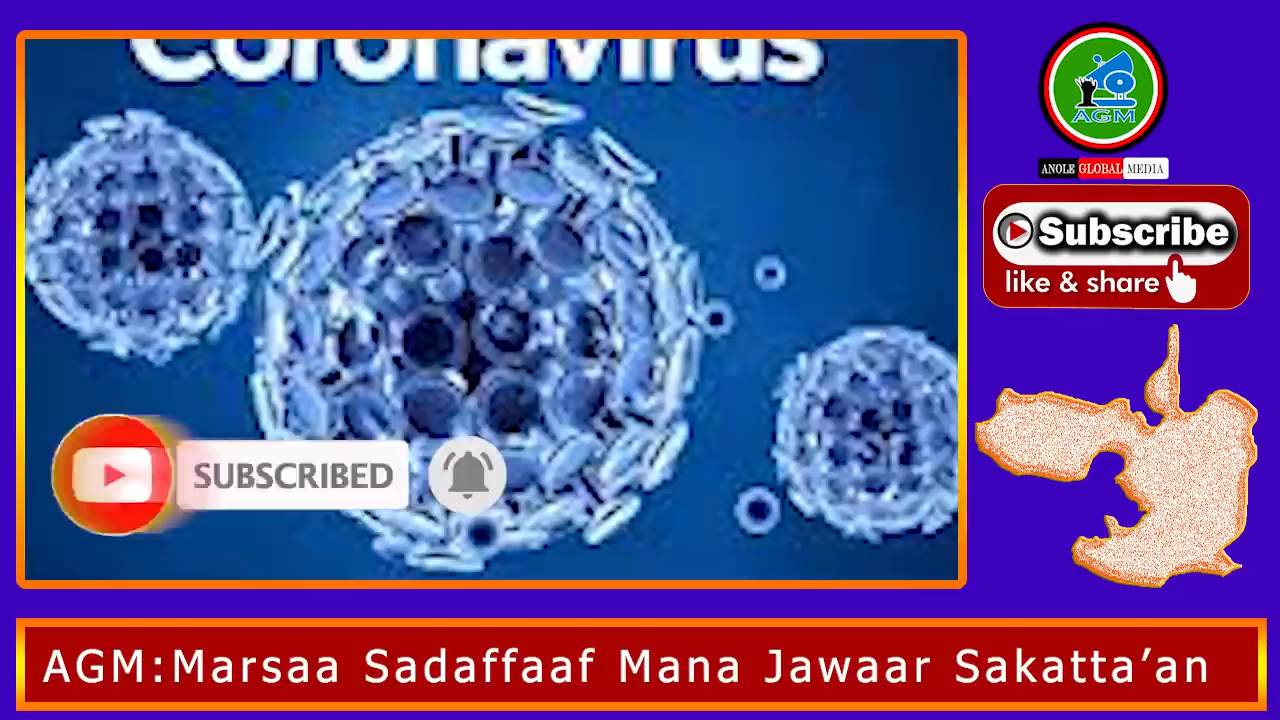 Coronavirus
SUBSCRIBED
AGM
ANOLE GLOBAL MEDIA
Subscribe
like & share
AGM:Marsaa Sadaffaaf Mana Jawaar Sakatta’an